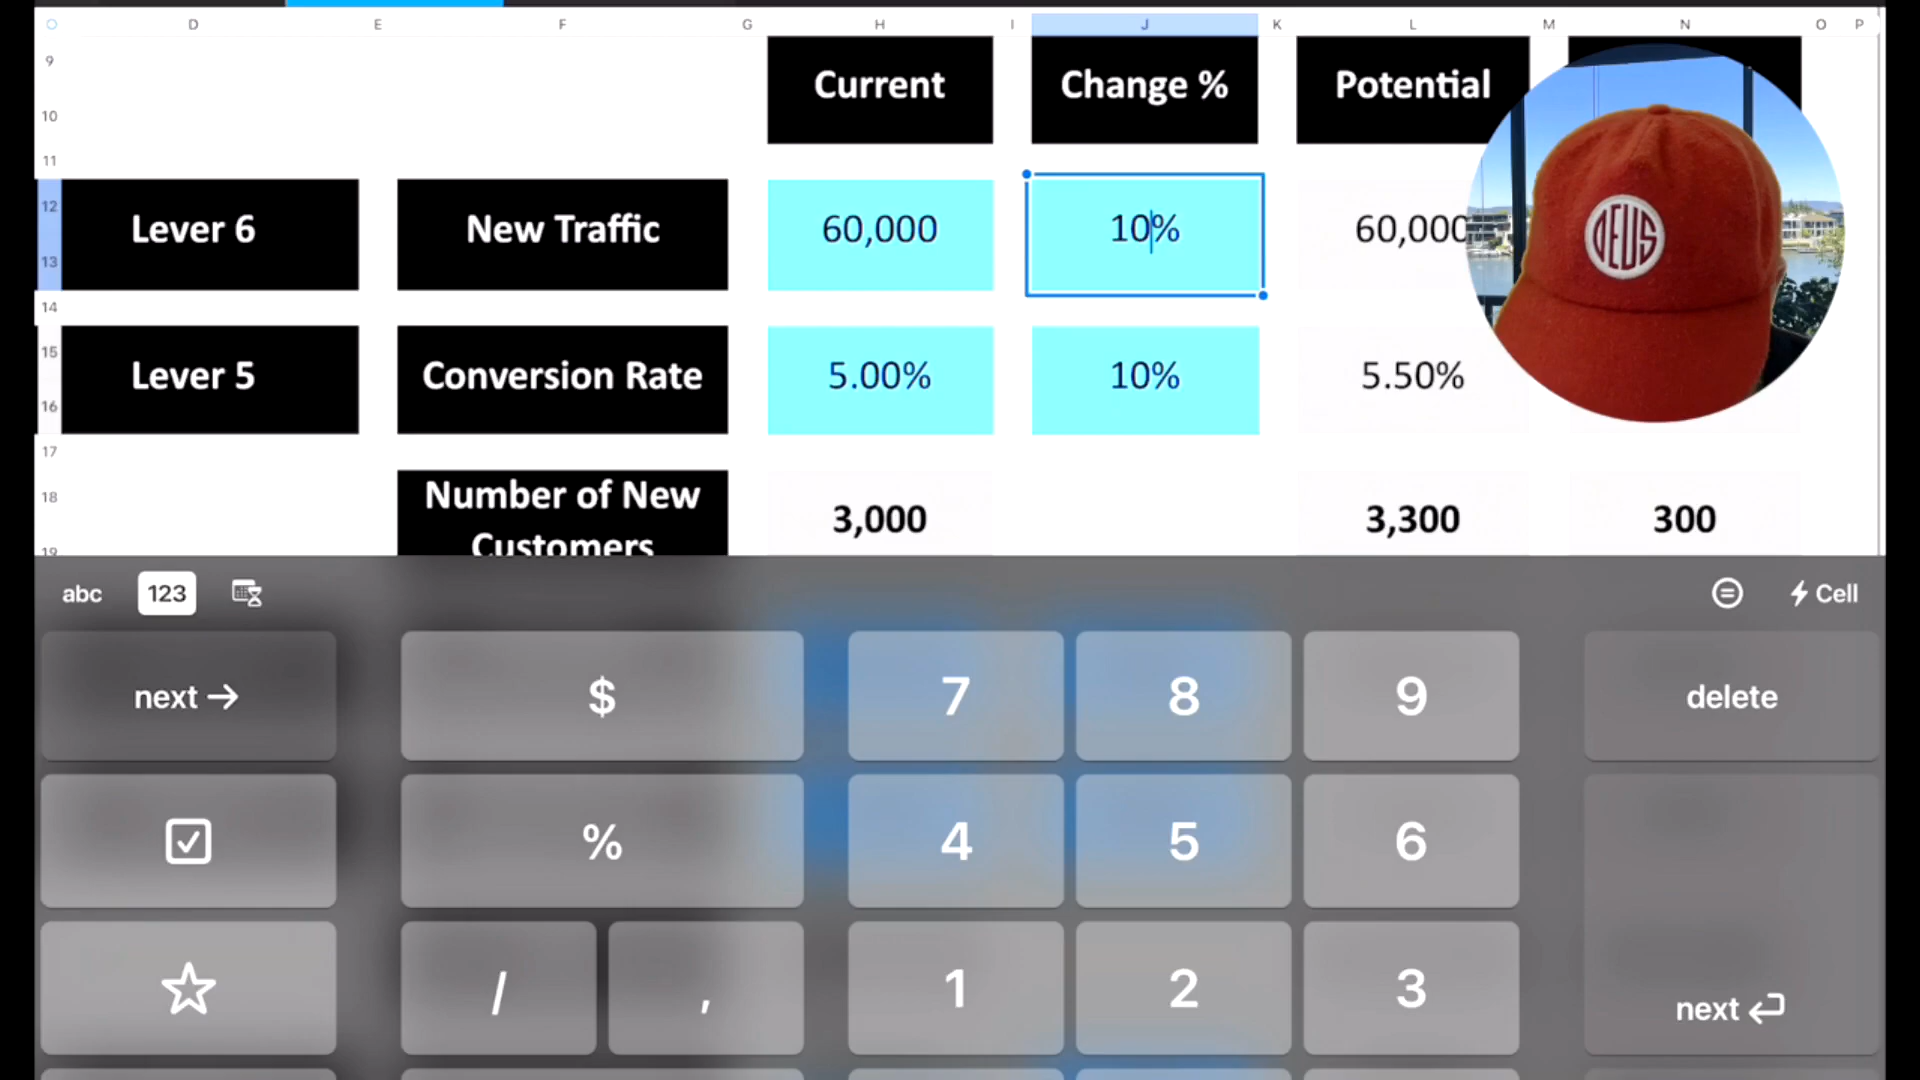 D E F G H I J K L M N O P
9
Current Change % Potential
10
11
12
Lever 6 New Traffic 60,000 10% 60,000
DEUS
13
14
15
Lever 5 Conversion Rate 5.00% 10% 5.50%
16
17
18
Number of New
3,000 3,300 300
Customers
19
abc 123 Cell
next → $ 7 8 9 delete
% 4 5 6
/ , 1 2 3 next